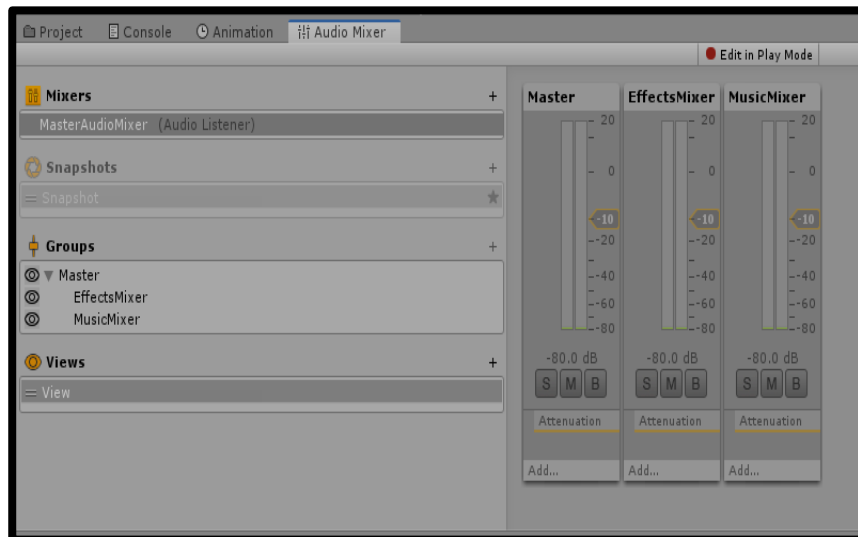 Project Console Animation Audio Mixer
Edit in Play Mode
Mixers +
MasterAudioMixer (Audio Listener)
Snapshots +
Snapshot
Groups +
Master
EffectsMixer
MusicMixer
Views +
View
Master EffectsMixer MusicMixer
20 20 20
0 0 0
-10 -10 -10
-20 -20 -20
-40 -40 -40
-60 -60 -60
-80 -80 -80
-80.0 dB -80.0 dB -80.0 dB
S M B S M B S M B
Attenuation Attenuation Attenuation
Add... Add... Add...